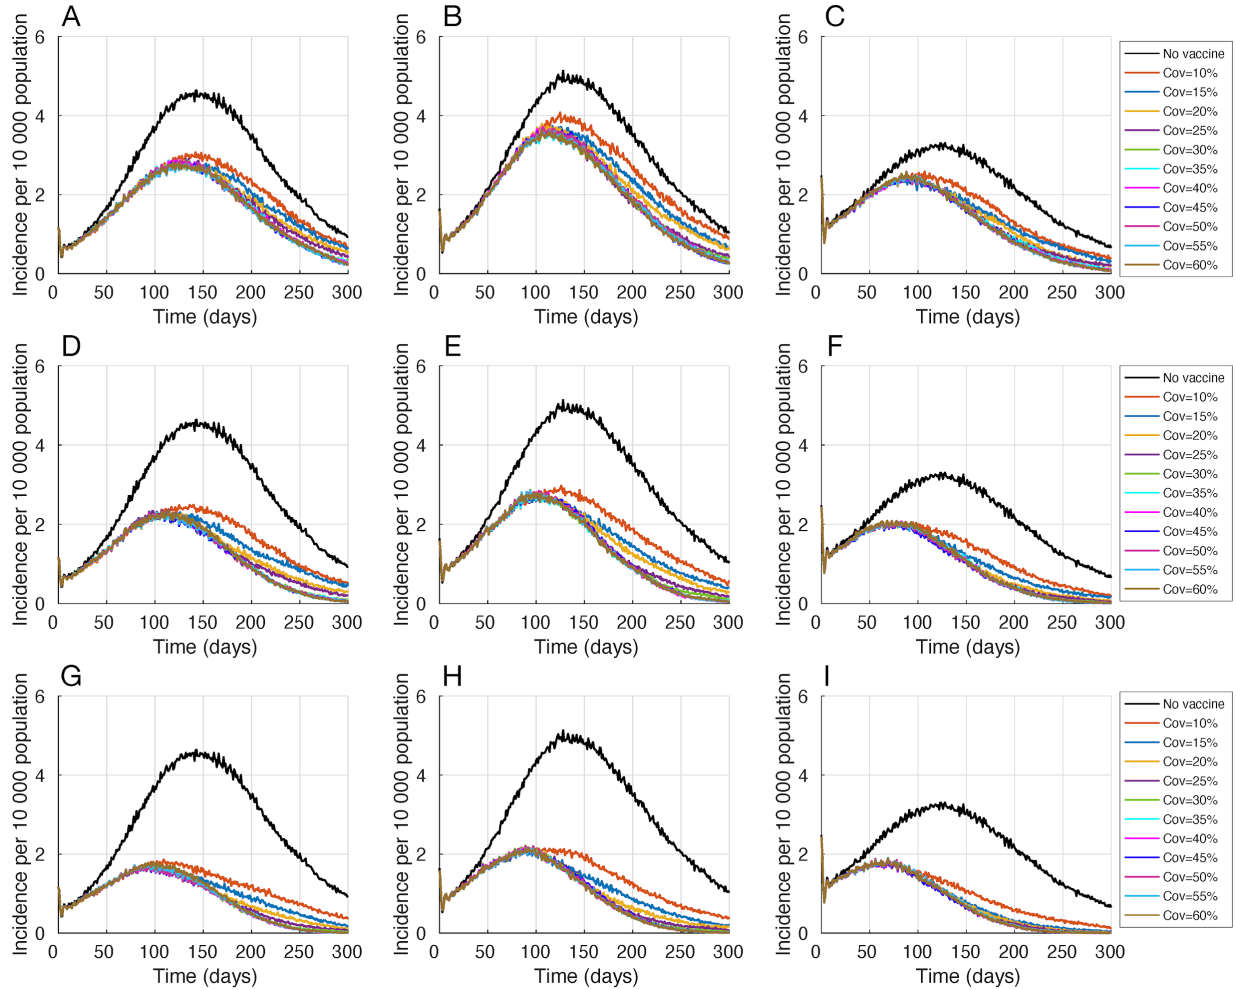 A
Incidence per 10 000 population
6
4
2
0
0 50 100 150 200 250 300
Time (days)
B
Incidence per 10 000 population
6
4
2
0
0 50 100 150 200 250 300
Time (days)
C
Incidence per 10 000 population
6
4
2
0
0 50 100 150 200 250 300
Time (days)
No vaccine
Cov=10%
Cov=15%
Cov=20%
Cov=25%
Cov=30%
Cov=35%
Cov=40%
Cov=45%
Cov=50%
Cov=55%
Cov=60%
D
Incidence per 10 000 population
6
4
2
0
0 50 100 150 200 250 300
Time (days)
E
Incidence per 10 000 population
6
4
2
0
0 50 100 150 200 250 300
Time (days)
F
Incidence per 10 000 population
6
4
2
0
0 50 100 150 200 250 300
Time (days)
No vaccine
Cov=10%
Cov=15%
Cov=20%
Cov=25%
Cov=30%
Cov=35%
Cov=40%
Cov=45%
Cov=50%
Cov=55%
Cov=60%
G
Incidence per 10 000 population
6
4
2
0
0 50 100 150 200 250 300
Time (days)
H
Incidence per 10 000 population
6
4
2
0
0 50 100 150 200 250 300
Time (days)
I
Incidence per 10 000 population
6
4
2
0
0 50 100 150 200 250 300
Time (days)
No vaccine
Cov=10%
Cov=15%
Cov=20%
Cov=25%
Cov=30%
Cov=35%
Cov=40%
Cov=45%
Cov=50%
Cov=55%
Cov=60%